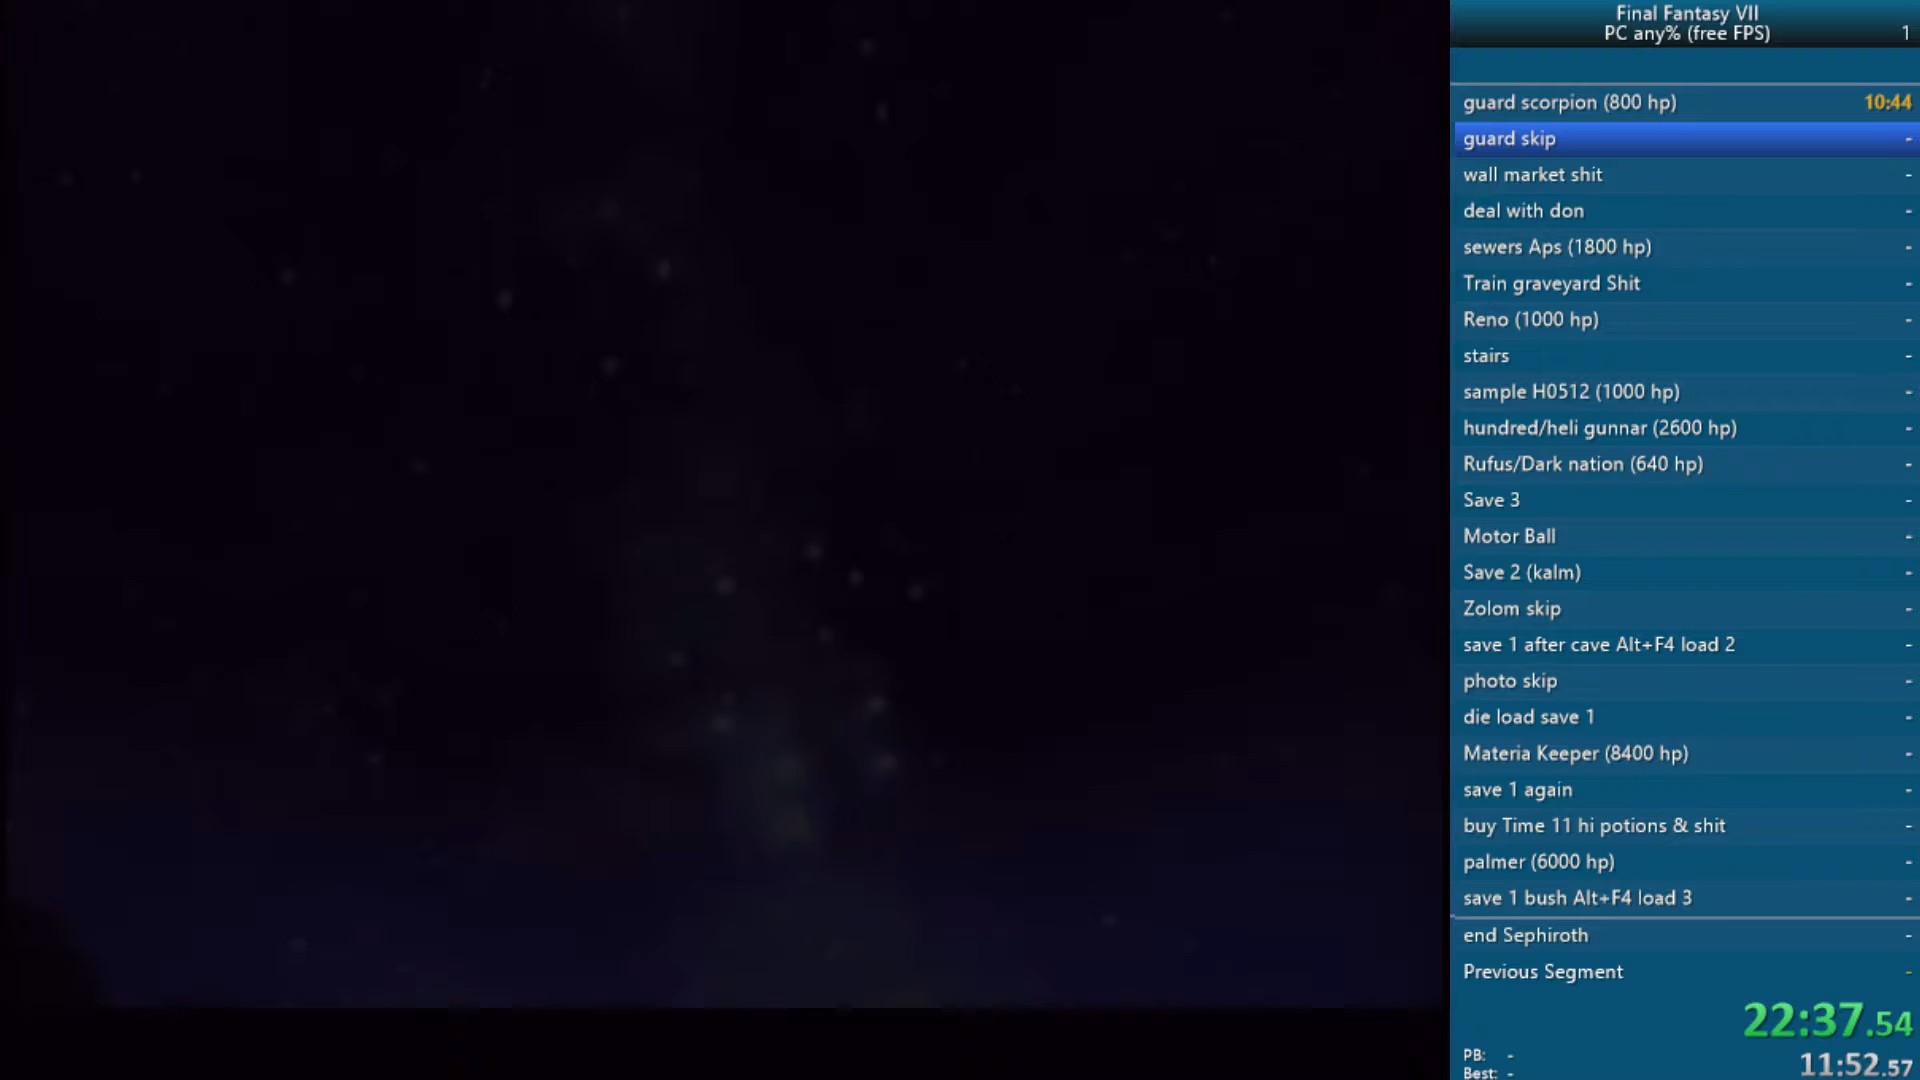 Final Fantasy VII
PC any% (free FPS) 1
guard scorpion (800 hp) 10:44
guard skip -
wall market shit -
deal with don -
sewers Aps (1800 hp) -
Train graveyard Shit -
Reno (1000 hp) -
stairs -
sample H0512 (1000 hp) -
hundred/heli gunnar (2600 hp) -
Rufus/Dark nation (640 hp) -
Save 3 -
Motor Ball -
Save 2 (kalm) -
Zolom skip -
save 1 after cave Alt+F4 load 2 -
photo skip -
die load save 1 -
Materia Keeper (8400 hp) -
save 1 again -
buy Time 11 hi potions & shit -
palmer (6000 hp) -
save 1 bush Alt+F4 load 3 -
end Sephiroth -
Previous Segment -
22:37.54
PB: -
Best: - 11:52.57